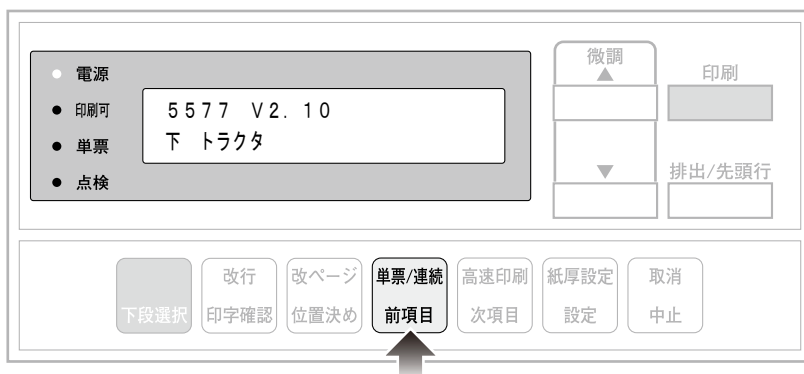 電源
印刷可
単票
点検
5577 V2.10
下 トラクタ
微調
▲
▼
印刷
排出/先頭行
下段選択
改行
印字確認
改ページ
位置決め
単票/連続
前項目
高速印刷
次項目
紙厚設定
設定
取消
中止